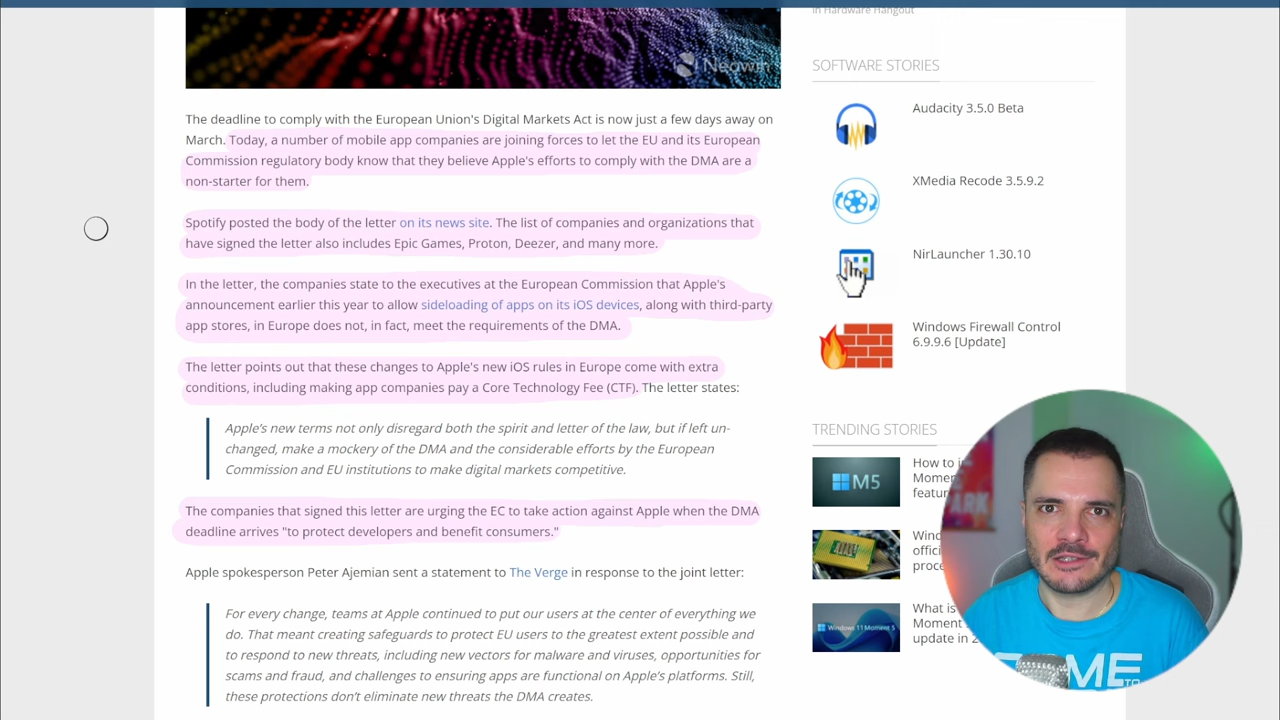 Neowin
The deadline to comply with the European Union's Digital Markets Act is now just a few days away on
March. Today, a number of mobile app companies are joining forces to let the EU and its European
Commission regulatory body know that they believe Apple's efforts to comply with the DMA are a
non-starter for them.
Spotify posted the body of the letter on its news site. The list of companies and organizations that
have signed the letter also includes Epic Games, Proton, Deezer, and many more.
In the letter, the companies state to the executives at the European Commission that Apple's
announcement earlier this year to allow sideloading of apps on its iOS devices, along with third-party
app stores, in Europe does not, in fact, meet the requirements of the DMA.
The letter points out that these changes to Apple's new iOS rules in Europe come with extra
conditions, including making app companies pay a Core Technology Fee (CTF). The letter states:
Apple's new terms not only disregard both the spirit and letter of the law, but if left un-
changed, make a mockery of the DMA and the considerable efforts by the European
Commission and EU institutions to make digital markets competitive.
The companies that signed this letter are urging the EC to take action against Apple when the DMA
deadline arrives "to protect developers and benefit consumers."
Apple spokesperson Peter Ajemian sent a statement to The Verge in response to the joint letter:
For every change, teams at Apple continued to put our users at the center of everything we
do. That meant creating safeguards to protect EU users to the greatest extent possible and
to respond to new threats, including new vectors for malware and viruses, opportunities for
scams and fraud, and challenges to ensuring apps are functional on Apple's platforms. Still,
these protections don't eliminate new threats the DMA creates.
in Hardware Hangout
SOFTWARE STORIES
Audacity 3.5.0 Beta
XMedia Recode 3.5.9.2
NirLauncher 1.30.10
Windows Firewall Control
6.9.9.6 [Update]
TRENDING STORIES
M5
How to
Mome
featu
Wind
offici
proce
Windows 11 Moment 5
What is
Moment
update in 2
ARK
ME
TO